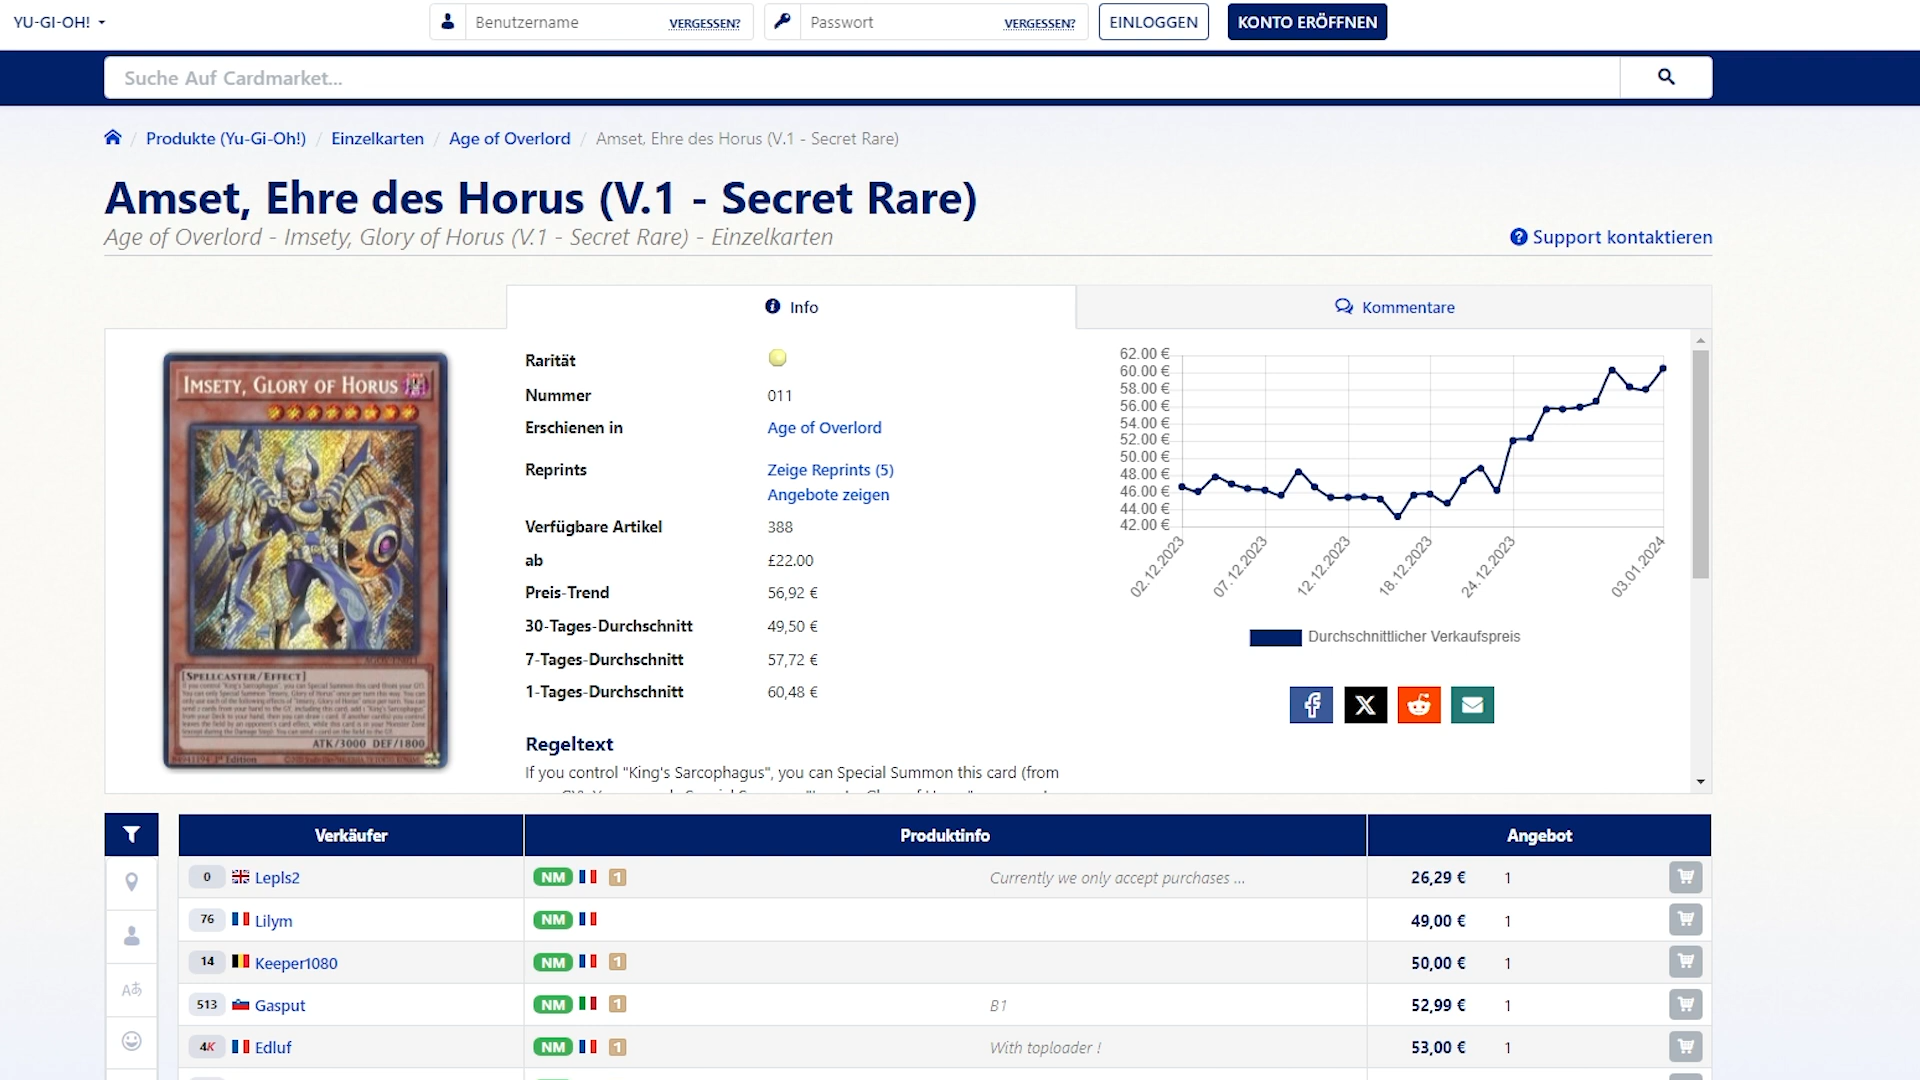 YU-GI-OH!
Benutzername VERGESSEN?
Passwort VERGESSEN?
EINLOGGEN
KONTO ERÖFFNEN
Suche Auf Cardmarket...
Produkte (Yu-Gi-Oh!) / Einzelkarten / Age of Overlord / Amset, Ehre des Horus (V.1 - Secret Rare)
Amset, Ehre des Horus (V.1 - Secret Rare)
Age of Overlord - Imsety, Glory of Horus (V.1 - Secret Rare) - Einzelkarten
Support kontaktieren
Info
Kommentare
IMSETY, GLORY OF HORUS
AGOV-EN011
[SPELLCASTER/EFFECT]
ATK/3000 DEF/1800
1st Edition
Rarität
Nummer 011
Erschienen in Age of Overlord
Reprints Zeige Reprints (5)
Angebote zeigen
Verfügbare Artikel 388
ab £22.00
Preis-Trend 56,92 €
30-Tages-Durchschnitt 49,50 €
7-Tages-Durchschnitt 57,72 €
1-Tages-Durchschnitt 60,48 €
Regeltext
If you control "King's Sarcophagus", you can Special Summon this card (from
62.00 €
60.00 €
58.00 €
56.00 €
54.00 €
52.00 €
50.00 €
48.00 €
46.00 €
44.00 €
42.00 €
02.12.2023
07.12.2023
12.12.2023
18.12.2023
24.12.2023
03.01.2024
Durchschnittlicher Verkaufspreis
Verkäufer Produktinfo Angebot
0 Lepls2 NM 1 Currently we only accept purchases ... 26,29 € 1
76 Lilym NM 49,00 € 1
14 Keeper1080 NM 1 50,00 € 1
513 Gasput NM 1 B1 52,99 € 1
4K Edluf NM 1 With toploader ! 53,00 € 1
Aあ